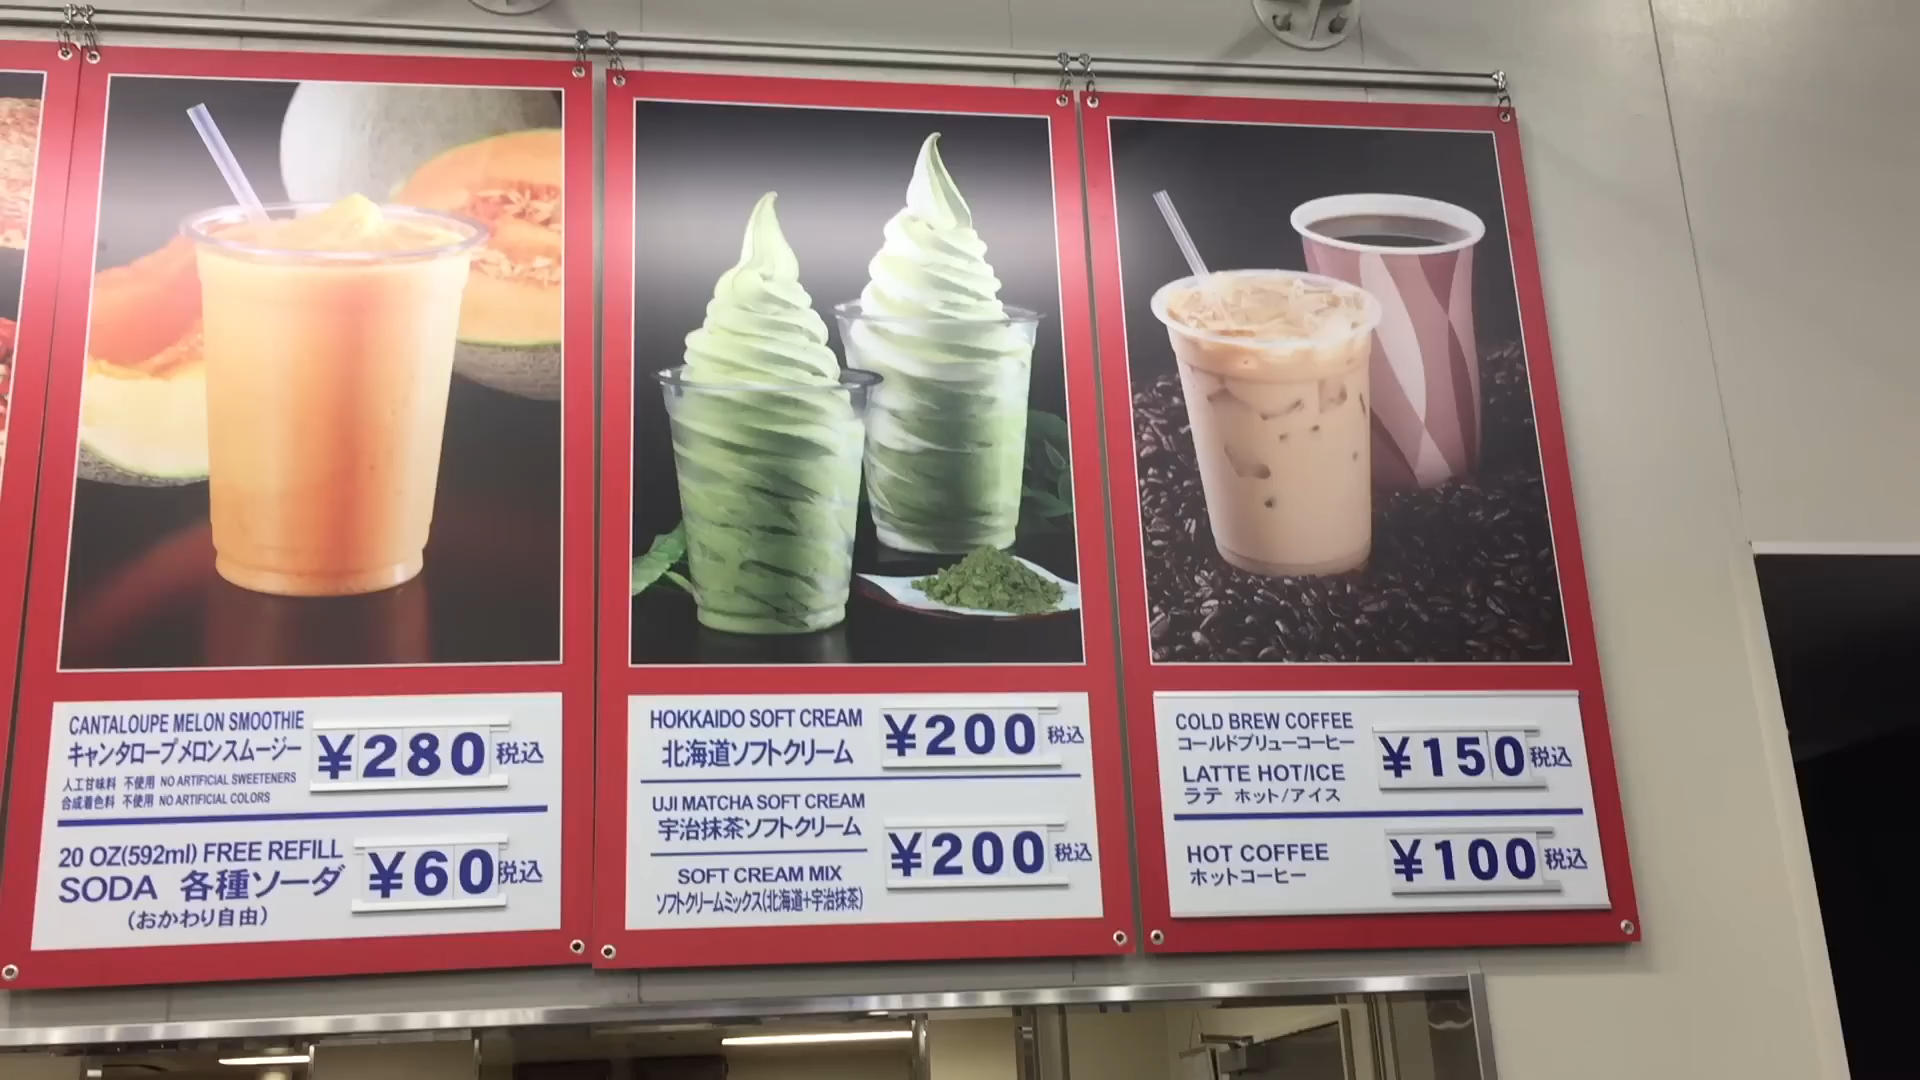 CANTALOUPE MELON SMOOTHIE
キャンタロープメロンスムージー
人工甘味料 不使用 NO ARTIFICIAL SWEETENERS
合成着色料 不使用 NO ARTIFICIAL COLORS
¥280 税込
20 OZ(592ml) FREE REFILL
SODA 各種ソーダ
(おかわり自由)
¥60 税込
HOKKAIDO SOFT CREAM
北海道ソフトクリーム
¥200 税込
UJI MATCHA SOFT CREAM
宇治抹茶ソフトクリーム
SOFT CREAM MIX
ソフトクリームミックス(北海道+宇治抹茶)
¥200 税込
COLD BREW COFFEE
コールドブリューコーヒー
LATTE HOT/ICE
ラテ ホット/アイス
¥150 税込
HOT COFFEE
ホットコーヒー
¥100 税込